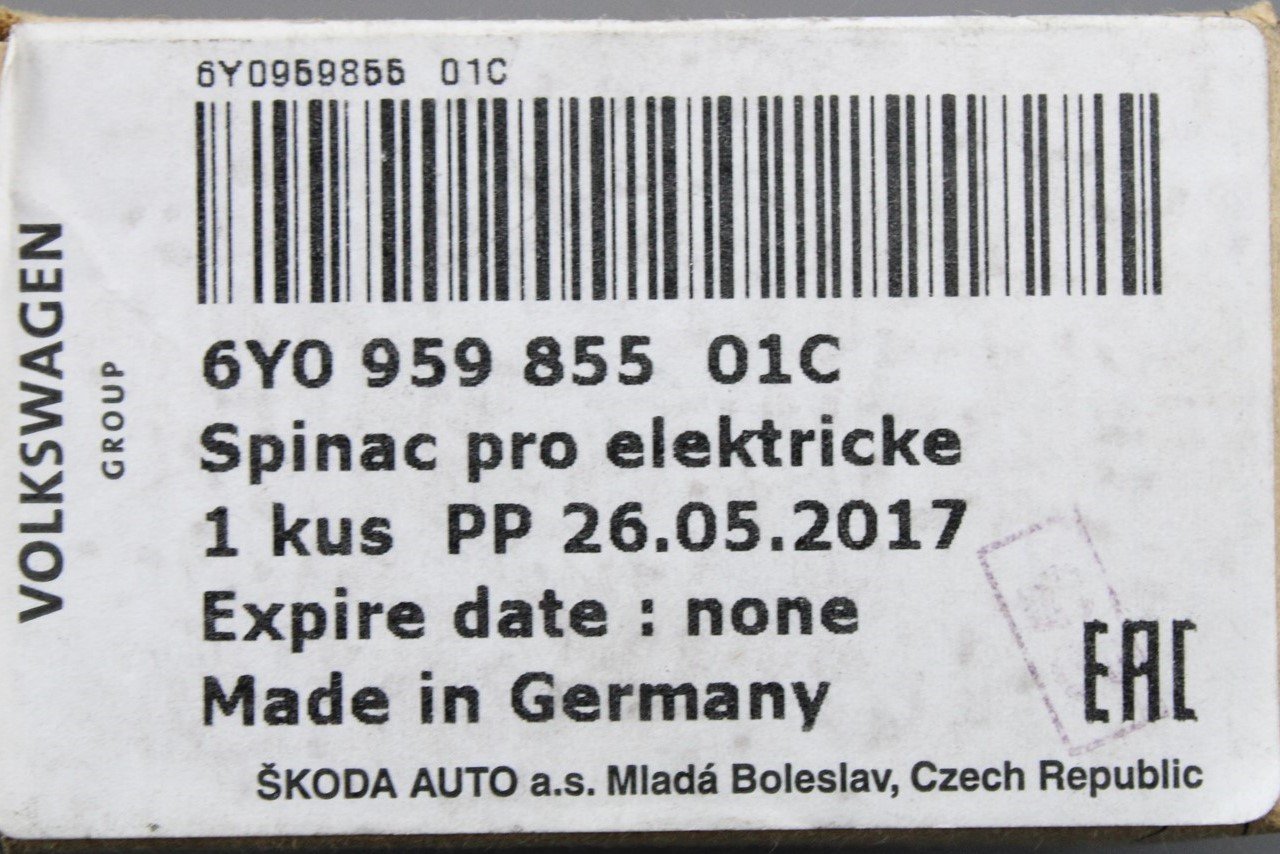 6Y0959855 01C
6Y0 959 855 01C
Spinac pro elektricke
1 kus PP 26.05.2017
Expire date : none
Made in Germany
EAC
ŠKODA AUTO a.s. Mladá Boleslav, Czech Republic
VOLKSWAGEN
GROUP